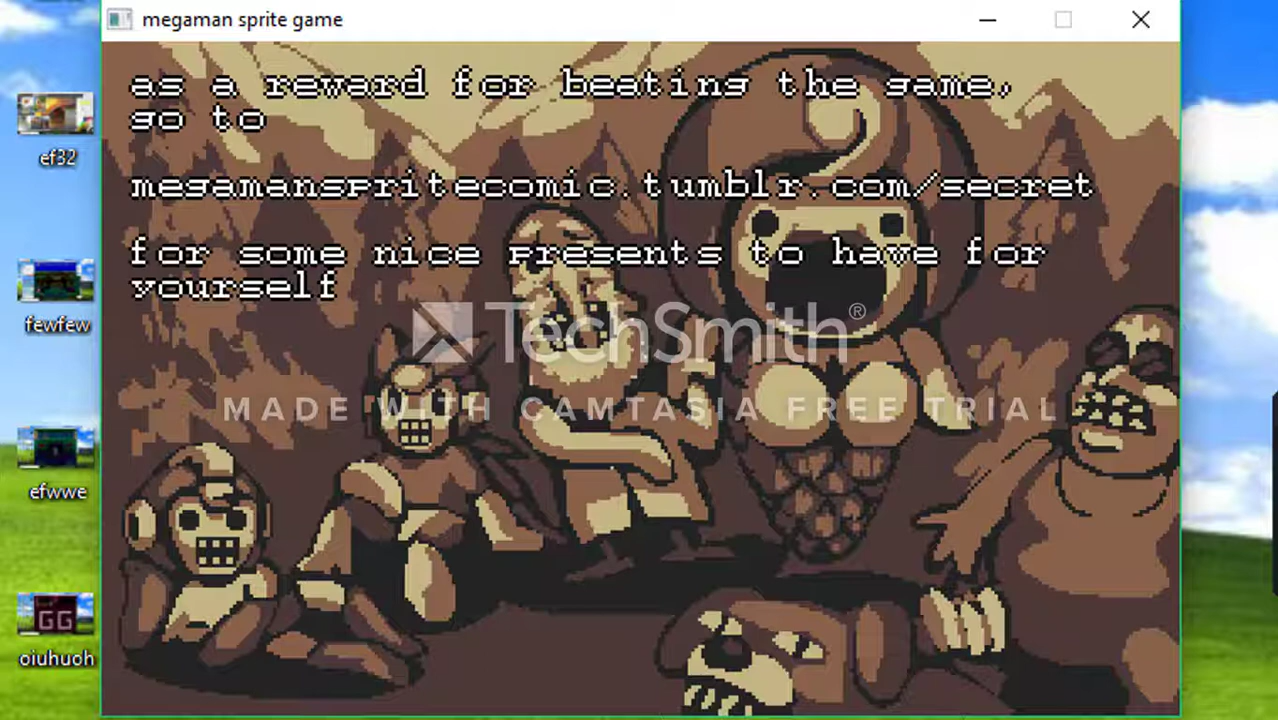 megaman sprite game
as a reward for beating the game,
go to
megamanspritecomic.tumblr.com/secret
for some nice presents to have for
yourself
TechSmith®
MADE WITH CAMTASIA FREE TRIAL
ef32
fewfew
efwwe
GG
oiuhuoh